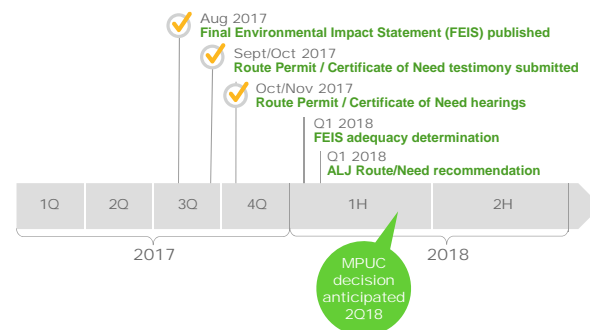 Aug 2017
Final Environmental Impact Statement (FEIS) published
Sept/Oct 2017
Route Permit / Certificate of Need testimony submitted
Oct/Nov 2017
Route Permit / Certificate of Need hearings
Q1 2018
FEIS adequacy determination
Q1 2018
ALJ Route/Need recommendation
1Q
2Q
3Q
4Q
1H
2H
2017
2018
MPUC
decision
anticipated
2Q18